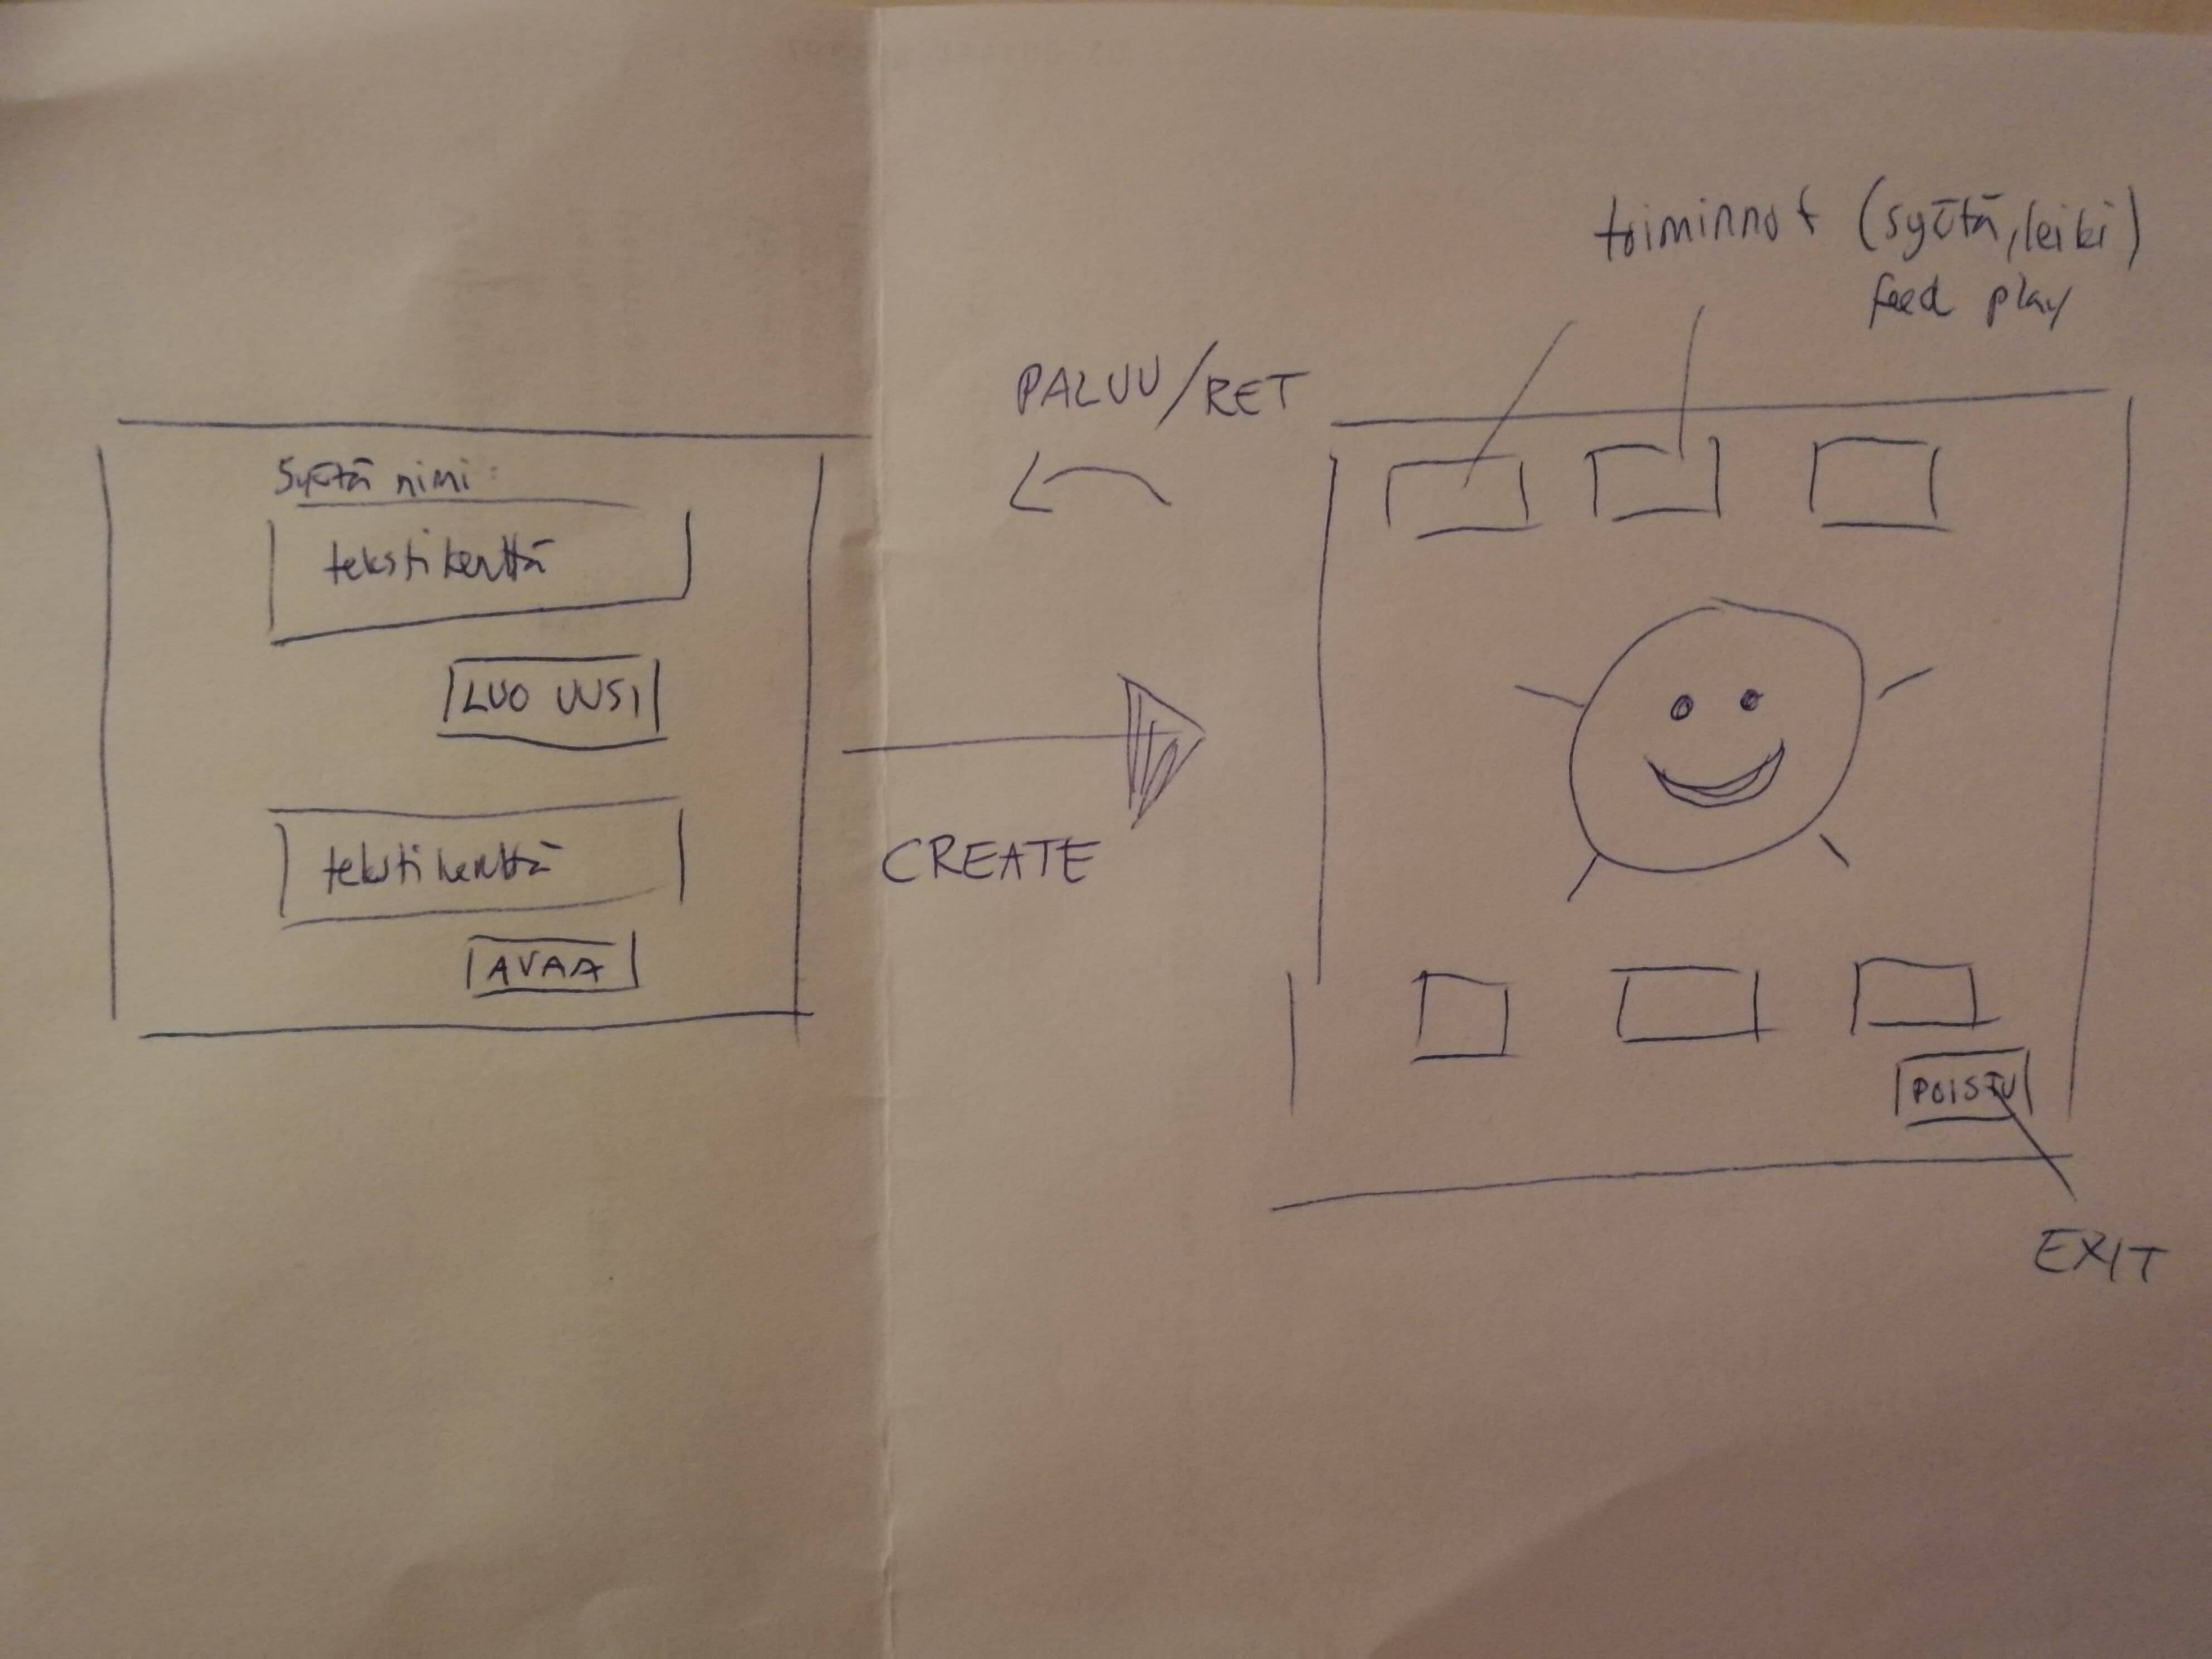 Syötä nimi:
tekstikenttä
LUO UUSI
tekstikenttä
AVAA
PALUU/RET
CREATE
toiminnot (syötä, leiki)
feed play
POISTU
EXIT